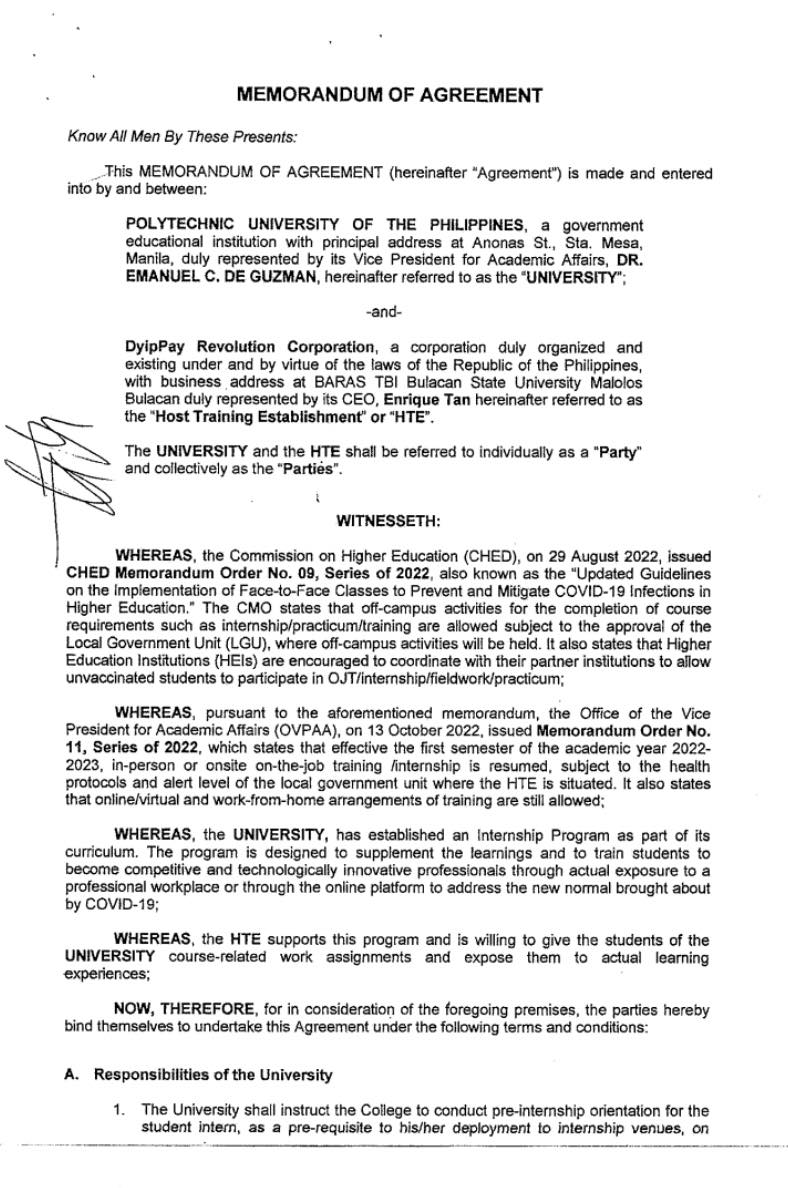 MEMORANDUM OF AGREEMENT
Know All Men By These Presents:
This MEMORANDUM OF AGREEMENT (hereinafter "Agreement") is made and entered
into by and between:
POLYTECHNIC UNIVERSITY OF THE PHILIPPINES, a government
educational institution with principal address at Anonas St., Sta. Mesa,
Manila, duly represented by its Vice President for Academic Affairs, DR.
EMANUEL C. DE GUZMAN, hereinafter referred to as the "UNIVERSITY";
-and-
DyipPay Revolution Corporation, a corporation duly organized and
existing under and by virtue of the laws of the Republic of the Philippines,
with business address at BARAS TBI Bulacan State University Malolos
Bulacan duly represented by its CEO, Enrique Tan hereinafter referred to as
the "Host Training Establishment" or "HTE".
The UNIVERSITY and the HTE shall be referred to individually as a "Party"
and collectively as the "Parties".
WITNESSETH:
WHEREAS, the Commission on Higher Education (CHED), on 29 August 2022, issued
CHED Memorandum Order No. 09, Series of 2022, also known as the "Updated Guidelines
on the Implementation of Face-to-Face Classes to Prevent and Mitigate COVID-19 Infections in
Higher Education." The CMO states that off-campus activities for the completion of course
requirements such as internship/practicum/training are allowed subject to the approval of the
Local Government Unit (LGU), where off-campus activities will be held. It also states that Higher
Education Institutions (HEIs) are encouraged to coordinate with their partner institutions to allow
unvaccinated students to participate in OJT/internship/fieldwork/practicum;
WHEREAS, pursuant to the aforementioned memorandum, the Office of the Vice
President for Academic Affairs (OVPAA), on 13 October 2022, issued Memorandum Order No.
11, Series of 2022, which states that effective the first semester of the academic year 2022-
2023, in-person or onsite on-the-job training /internship is resumed, subject to the health
protocols and alert level of the local government unit where the HTE is situated. It also states
that online/virtual and work-from-home arrangements of training are still allowed;
WHEREAS, the UNIVERSITY, has established an Internship Program as part of its
curriculum. The program is designed to supplement the learnings and to train students to
become competitive and technologically innovative professionals through actual exposure to a
professional workplace or through the online platform to address the new normal brought about
by COVID-19;
WHEREAS, the HTE supports this program and is willing to give the students of the
UNIVERSITY course-related work assignments and expose them to actual learning
experiences;
NOW, THEREFORE, for in consideration of the foregoing premises, the parties hereby
bind themselves to undertake this Agreement under the following terms and conditions:
A. Responsibilities of the University
1. The University shall instruct the College to conduct pre-internship orientation for the
student intern, as a pre-requisite to his/her deployment to internship venues, on